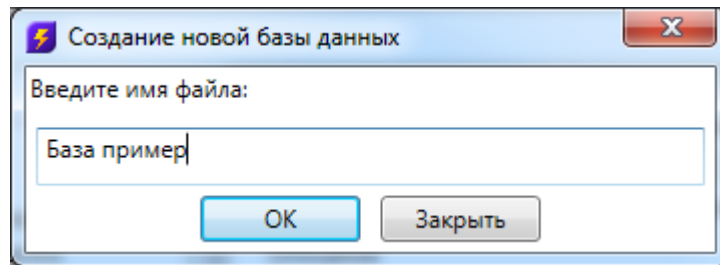 Создание новой базы данных
Введите имя файла:
База пример
OK Закрыть